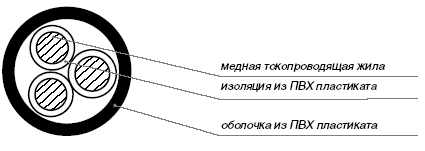 медная токопроводящая жила
изоляция из ПВХ пластиката
оболочка из ПВХ пластиката